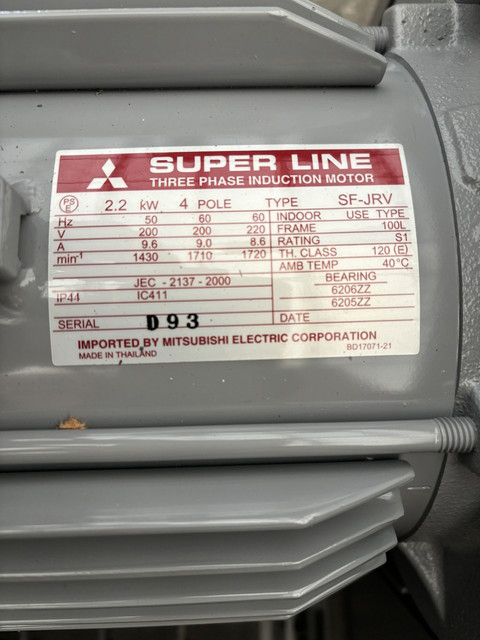 SUPER LINE
THREE PHASE INDUCTION MOTOR
PS E 2.2 kW 4 POLE TYPE SF-JRV
Hz 50 60 60 INDOOR USE TYPE
V 200 200 220 FRAME 100L
A 9.6 9.0 8.6 RATING S1
min-1 1430 1710 1720 TH. CLASS 120 (E)
AMB TEMP 40°C
JEC - 2137 - 2000 BEARING
IP44 IC411 6206ZZ
6205ZZ
SERIAL D93 DATE
IMPORTED BY MITSUBISHI ELECTRIC CORPORATION
MADE IN THAILAND BD17071-21